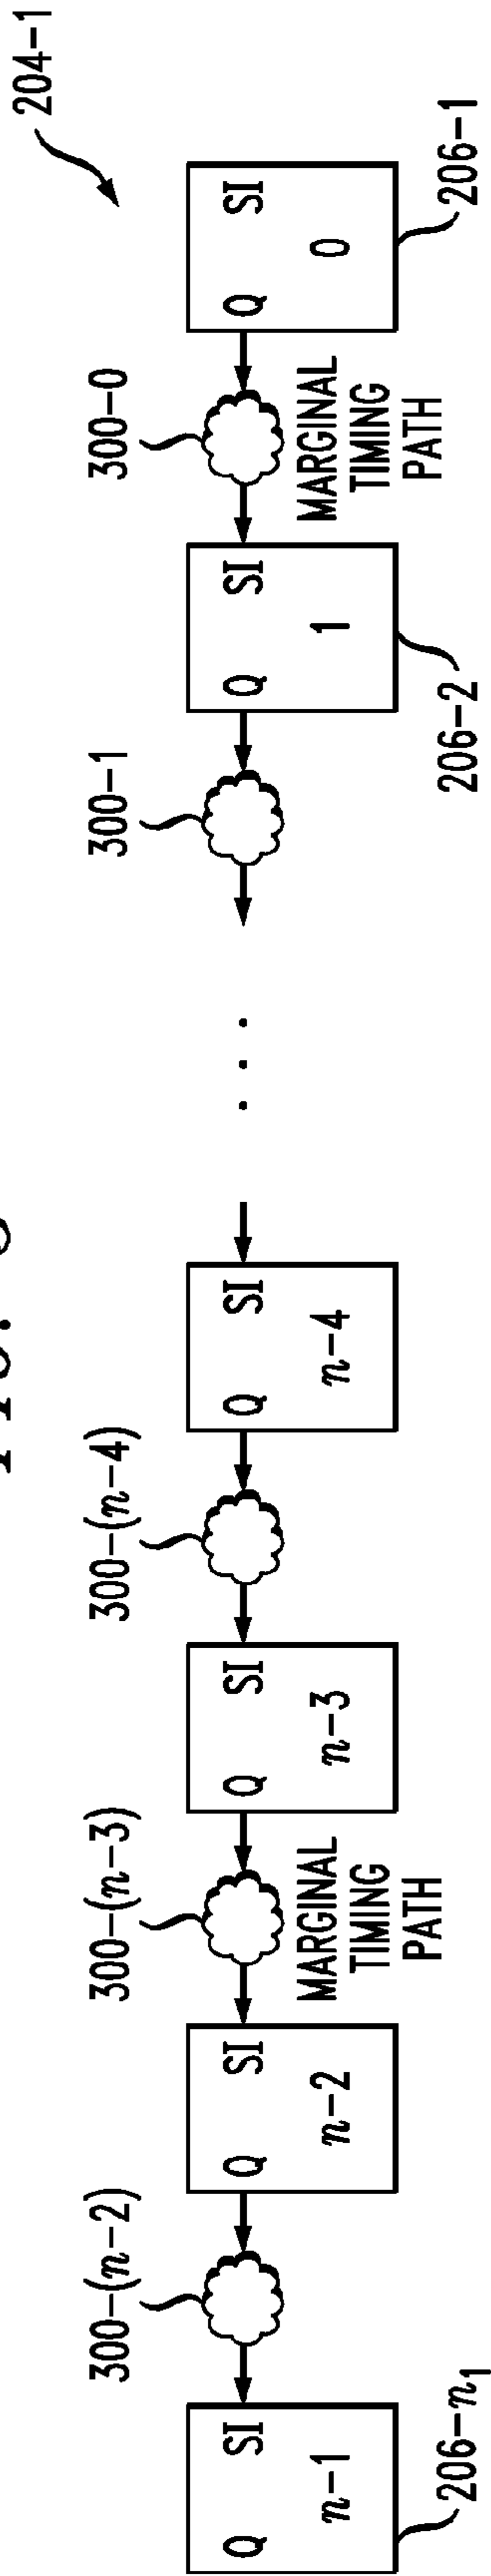 204-1
300-(n-2)
300-(n-3)
300-(n-4)
300-1
300-0
Q SI
n-1
Q SI
n-2
Q SI
n-3
Q SI
n-4
. . .
Q SI
1
Q SI
0
MARGINAL
TIMING
PATH
MARGINAL
TIMING
PATH
206-n₁
206-2
206-1